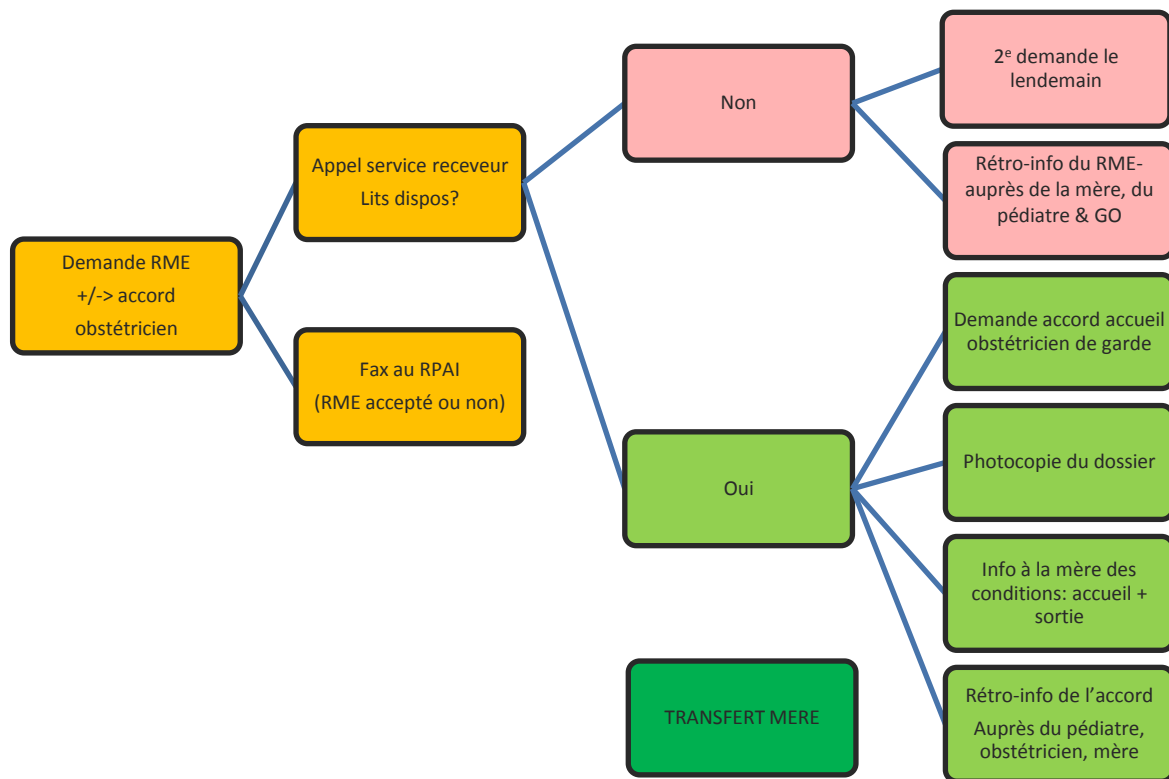 Demande RME
+/-> accord
obstétricien
Appel service receveur
Lits dispos?
Fax au RPAI
(RME accepté ou non)
Non
2e demande le
lendemain
Rétro-info du RME-
auprès de la mère, du
pédiatre & GO
Oui
Demande accord accueil
obstétricien de garde
Photocopie du dossier
Info à la mère des
conditions: accueil +
sortie
Rétro-info de l’accord
Auprès du pédiatre,
obstétricien, mère
TRANSFERT MERE